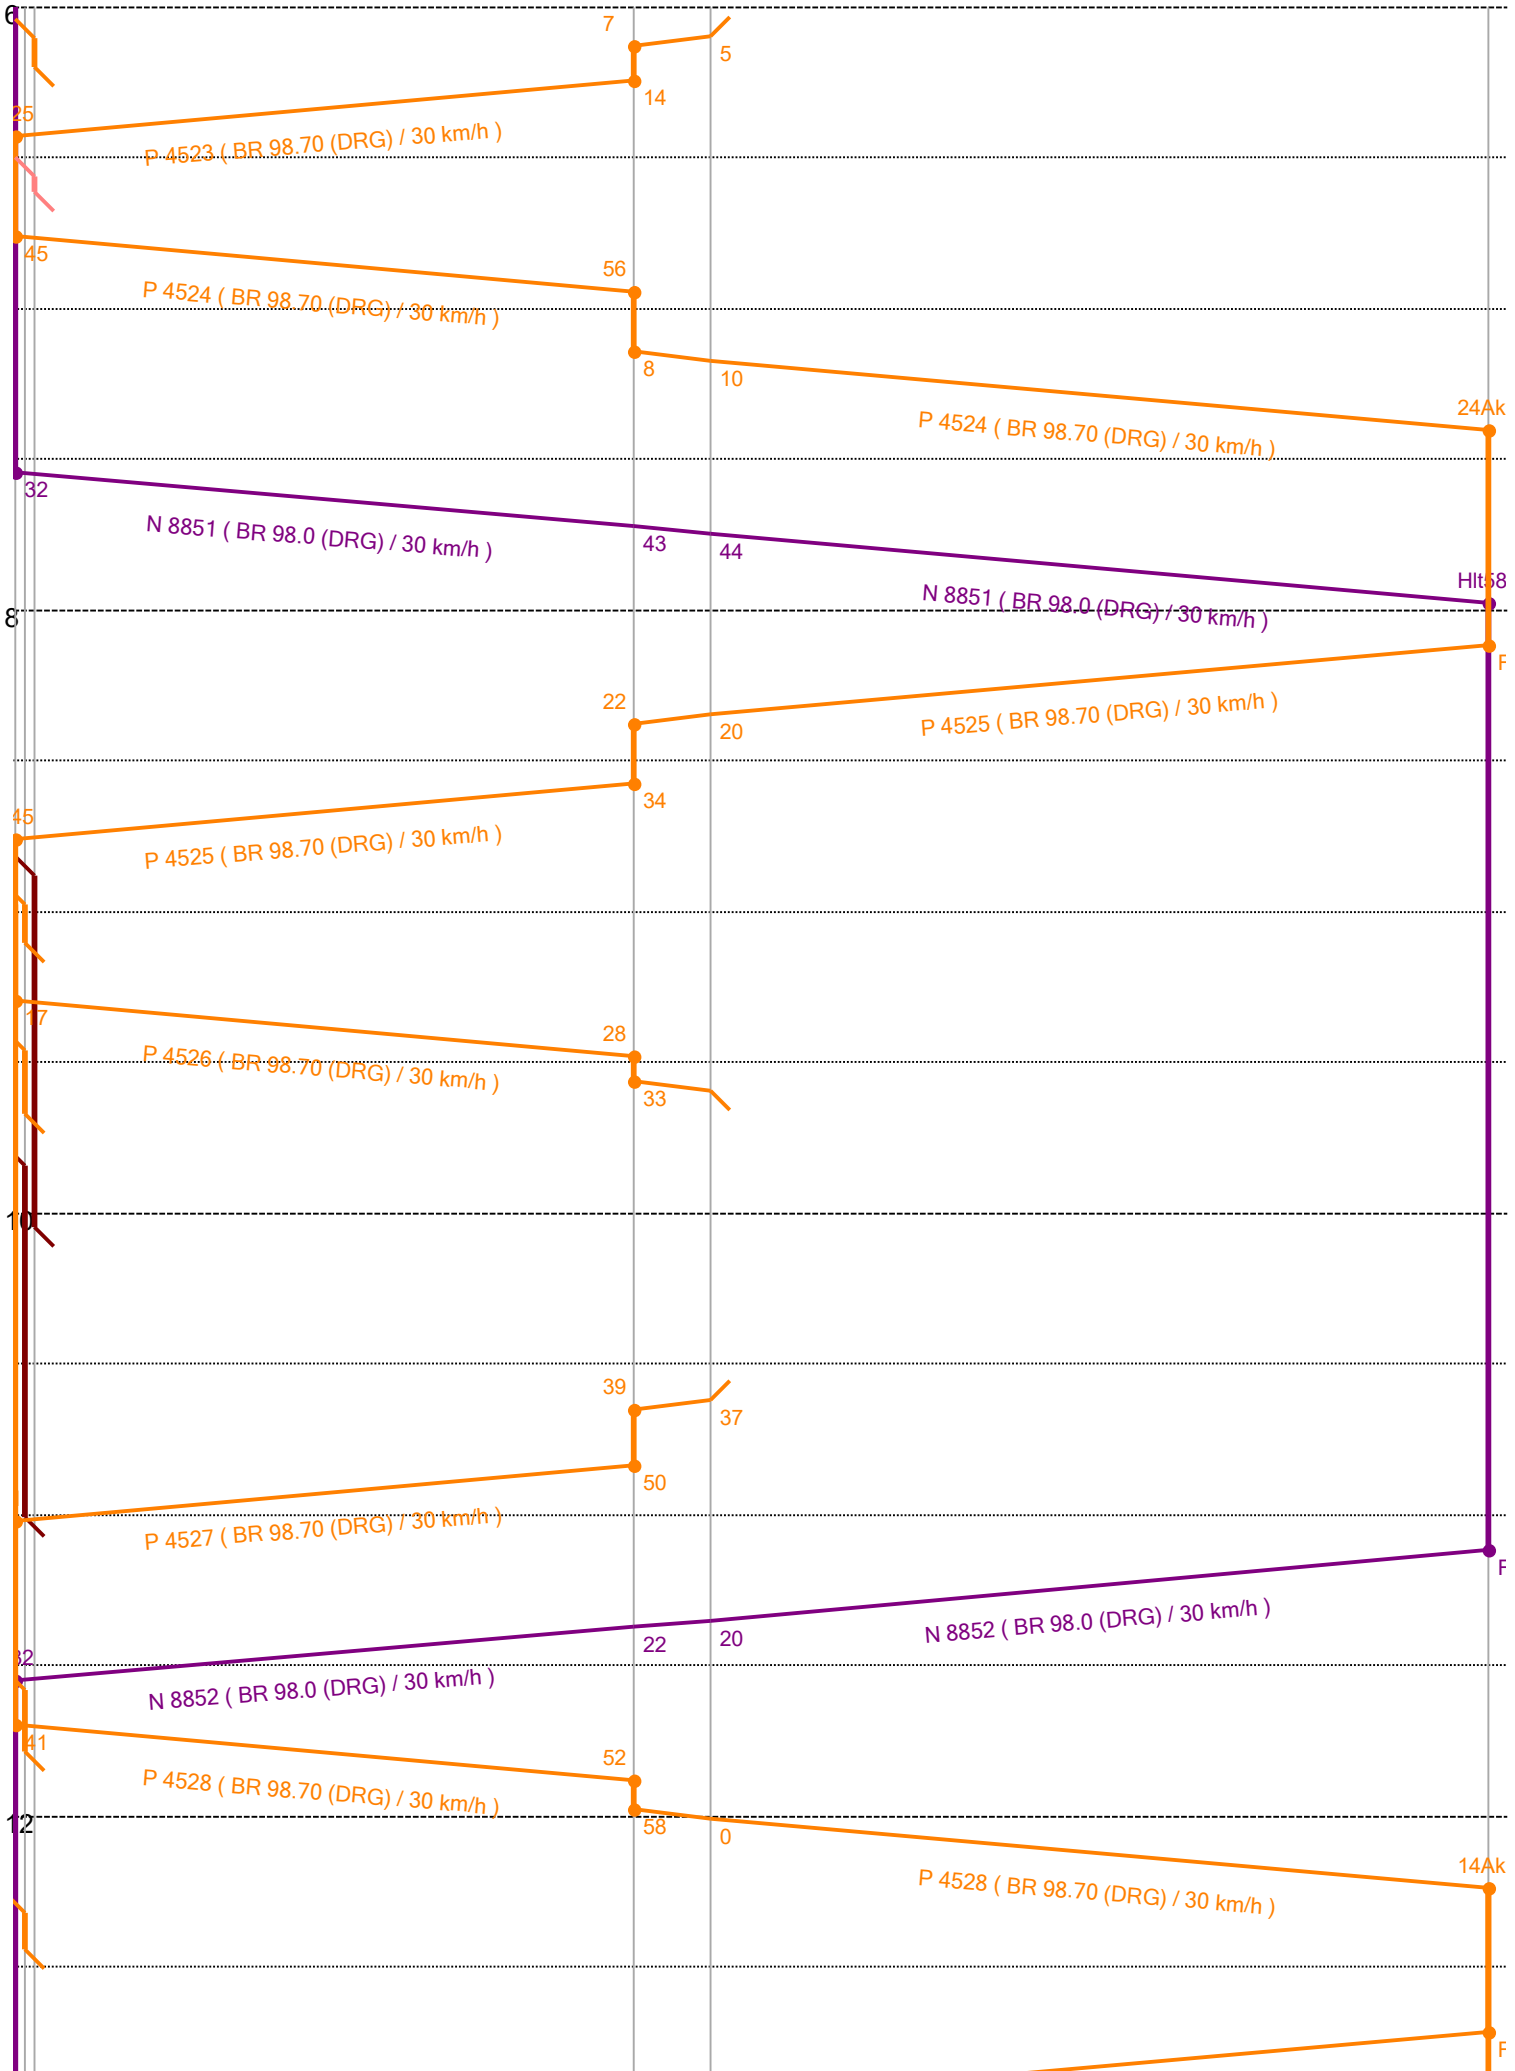 6
7
5
25
14
P 4523 ( BR 98.70 (DRG) / 30 km/h )
45
56
P 4524 ( BR 98.70 (DRG) / 30 km/h )
8
10
24Ak
P 4524 ( BR 98.70 (DRG) / 30 km/h )
32
N 8851 ( BR 98.0 (DRG) / 30 km/h )
43
44
Hlt58
N 8851 ( BR 98.0 (DRG) / 30 km/h )
8
F
22
20
P 4525 ( BR 98.70 (DRG) / 30 km/h )
45
34
P 4525 ( BR 98.70 (DRG) / 30 km/h )
17
28
P 4526 ( BR 98.70 (DRG) / 30 km/h )
33
10
39
37
50
P 4527 ( BR 98.70 (DRG) / 30 km/h )
F
N 8852 ( BR 98.0 (DRG) / 30 km/h )
22
20
32
N 8852 ( BR 98.0 (DRG) / 30 km/h )
41
52
P 4528 ( BR 98.70 (DRG) / 30 km/h )
12
58
0
14Ak
P 4528 ( BR 98.70 (DRG) / 30 km/h )
F